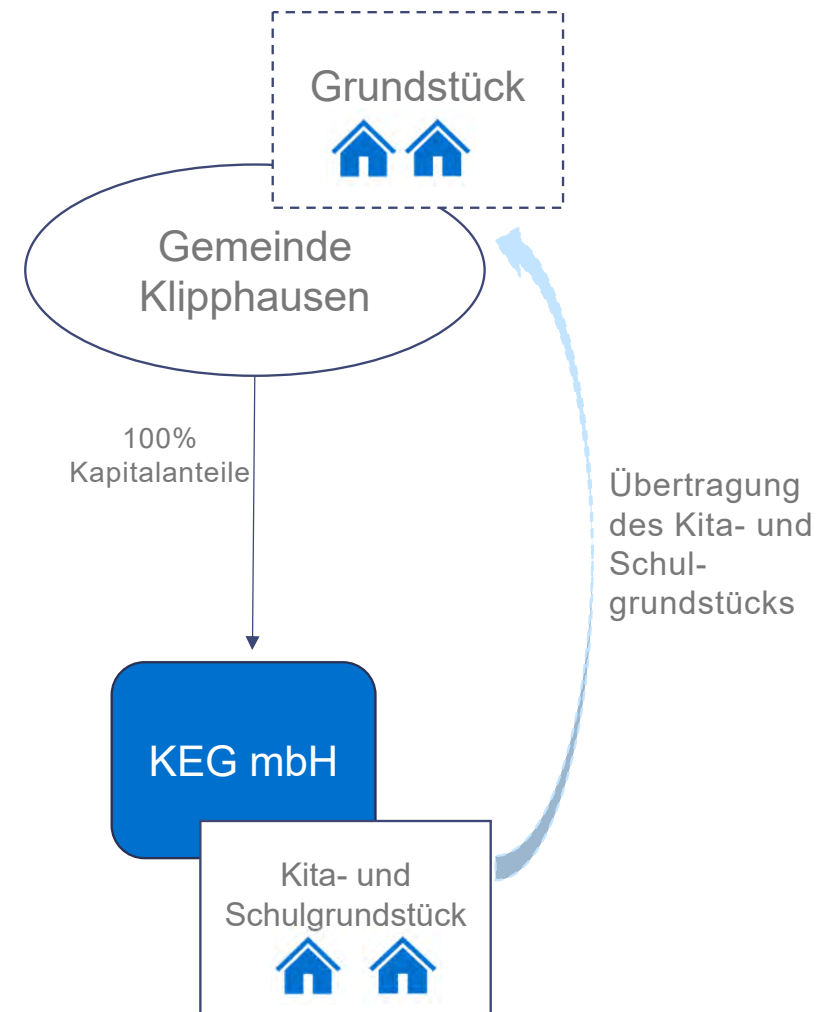 Grundstück
Gemeinde
Klipphausen
100%
Kapitalanteile
Übertragung
des Kita- und
Schul-
grundstücks
KEG mbH
Kita- und
Schulgrundstück